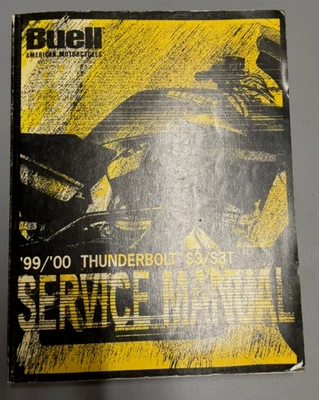 Buell
AMERICAN MOTORCYCLES
'99/'00 THUNDERBOLT S3/S3T
SERVICE MANUAL